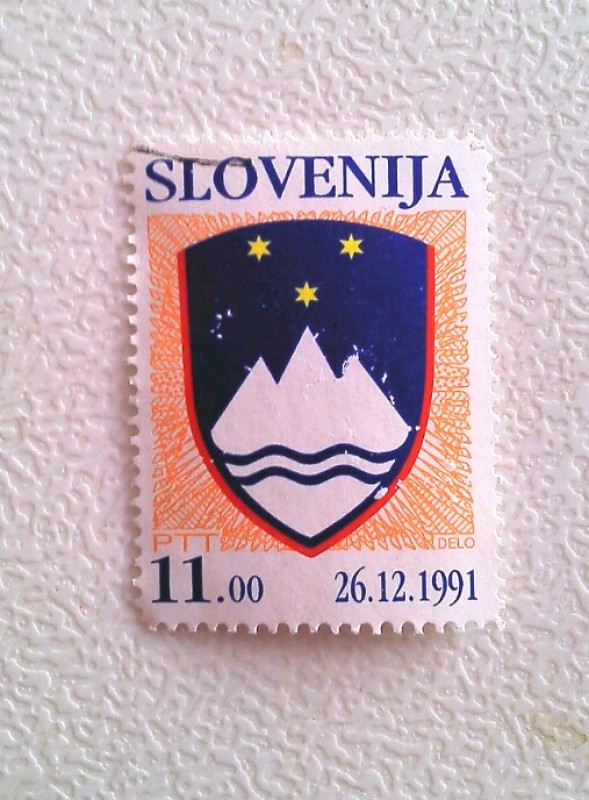 SLOVENIJA
PTT DELO
11.00 26.12.1991